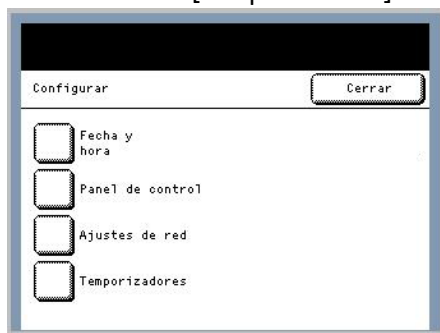 Configurar
Cerrar
Fecha y
hora
Panel de control
Ajustes de red
Temporizadores